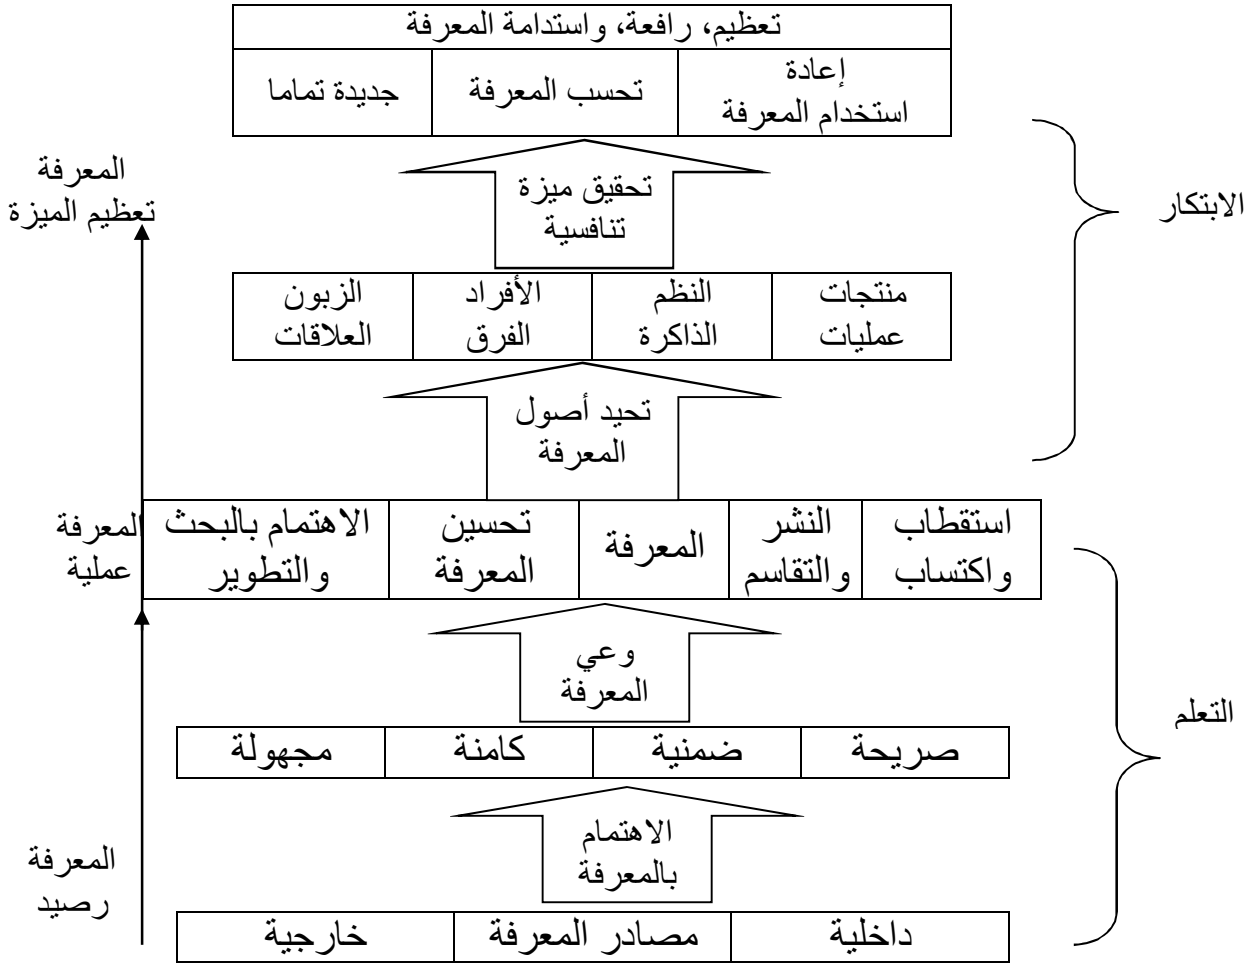 تعظيم، رافعة، واستدامة المعرفة
إعادة
استخدام المعرفة
تحسب المعرفة
جديدة تماما
المعرفة
تعظيم الميزة
تحقيق ميزة
تنافسية
الابتكار
منتجات
عمليات
النظم
الذاكرة
الأفراد
الفرق
الزبون
العلاقات
تحيد أصول
المعرفة
استقطاب
واكتساب
النشر
والتقاسم
المعرفة
تحسين
المعرفة
الاهتمام بالبحث
والتطوير
المعرفة
عملية
وعي
المعرفة
التعلم
صريحة
ضمنية
كامنة
مجهولة
الاهتمام
بالمعرفة
المعرفة
رصيد
داخلية
مصادر المعرفة
خارجية